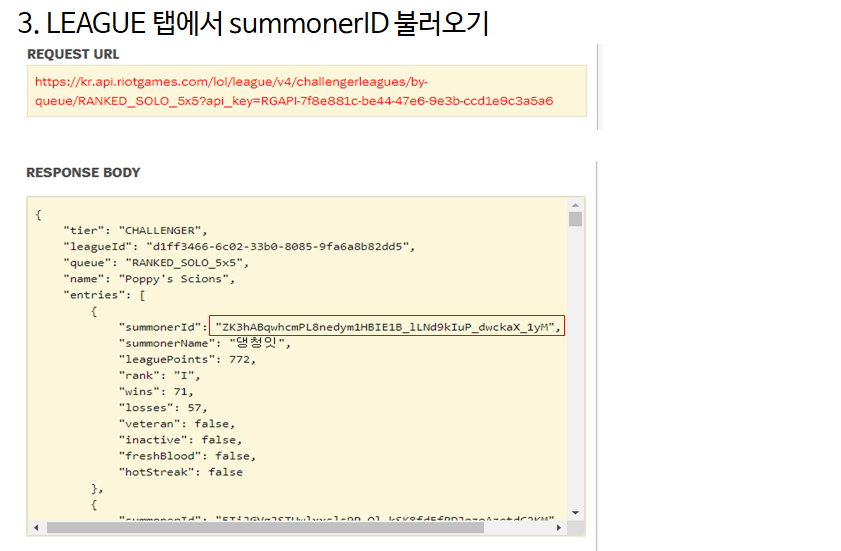 3. LEAGUE 탭에서 summonerID 불러오기
REQUEST URL
https://kr.api.riotgames.com/lol/league/v4/challengerleagues/by-
queue/RANKED_SOLO_5x5?api_key=RGAPI-7f8e881c-be44-47e6-9e3b-ccd1e9c3a5a6
RESPONSE BODY
{
"tier": "CHALLENGER",
"leagueId": "d1ff3466-6c02-33b0-8085-9fa6a8b82dd5",
"queue": "RANKED_SOLO_5x5",
"name": "Poppy's Scions",
"entries": [
{
"summonerId": "ZK3hABqwhcmPL8nedym1HBIE1B_lLNd9kIuP_dwckaX_1yM",
"summonerName": "댕청잇",
"leaguePoints": 772,
"rank": "I",
"wins": 71,
"losses": 57,
"veteran": false,
"inactive": false,
"freshBlood": false,
"hotStreak": false
},
{
"summonerId":